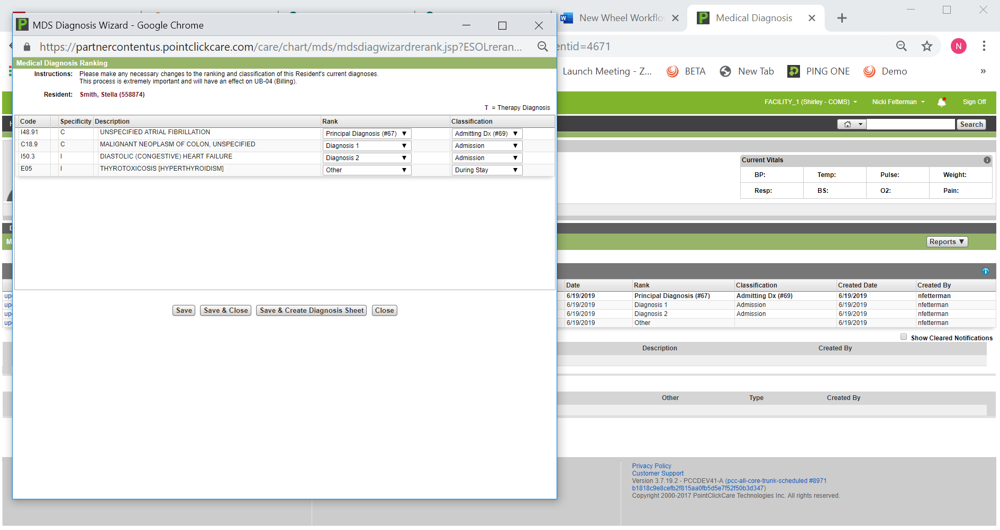 MDS Diagnosis Wizard - Google Chrome
https://partnercontentus.pointclickcare.com/care/chart/mds/mdsdiagwizardrerank.jsp?ESOLreran...
Medical Diagnosis Ranking
Instructions: Please make any necessary changes to the ranking and classification of this Resident's current diagnoses.
This process is extremely important and will have an effect on UB-04 (Billing).
Resident: Smith, Stella (558874)
T = Therapy Diagnosis
Code Specificity Description Rank Classification
I48.91 C UNSPECIFIED ATRIAL FIBRILLATION Principal Diagnosis (#67) ▼ Admitting Dx (#69) ▼
C18.9 C MALIGNANT NEOPLASM OF COLON, UNSPECIFIED Diagnosis 1 ▼ Admission ▼
I50.3 I DIASTOLIC (CONGESTIVE) HEART FAILURE Diagnosis 2 ▼ Admission ▼
E05 I THYROTOXICOSIS [HYPERTHYROIDISM] Other ▼ During Stay ▼
Save Save & Close Save & Create Diagnosis Sheet Close
New Wheel Workflo Medical Diagnosis
entid=4671
N
Launch Meeting - Z... BETA New Tab PING ONE Demo »
FACILITY_1 (Shirley - COMS) Nicki Fetterman Sign Off
Search
Current Vitals
BP: Temp: Pulse: Weight:
Resp: BS: O2: Pain:
Reports ▼
Date Rank Classification Created Date Created By
upd 6/19/2019 Principal Diagnosis (#67) Admitting Dx (#69) 6/19/2019 nfetterman
upd 6/19/2019 Diagnosis 1 Admission 6/19/2019 nfetterman
upd 6/19/2019 Diagnosis 2 Admission 6/19/2019 nfetterman
upd 6/19/2019 Other 6/19/2019 nfetterman
Show Cleared Notifications
Description Created By
Other Type Created By
Privacy Policy
Customer Support
Version 3.7.19.2 - PCCDEV41-A (pcc-all-core-trunk-scheduled #8971
b1818c9e8cefb2f815aa0fb5d5e7f52f50b3d347)
Copyright 2000-2017 PointClickCare Technologies Inc. All rights reserved.